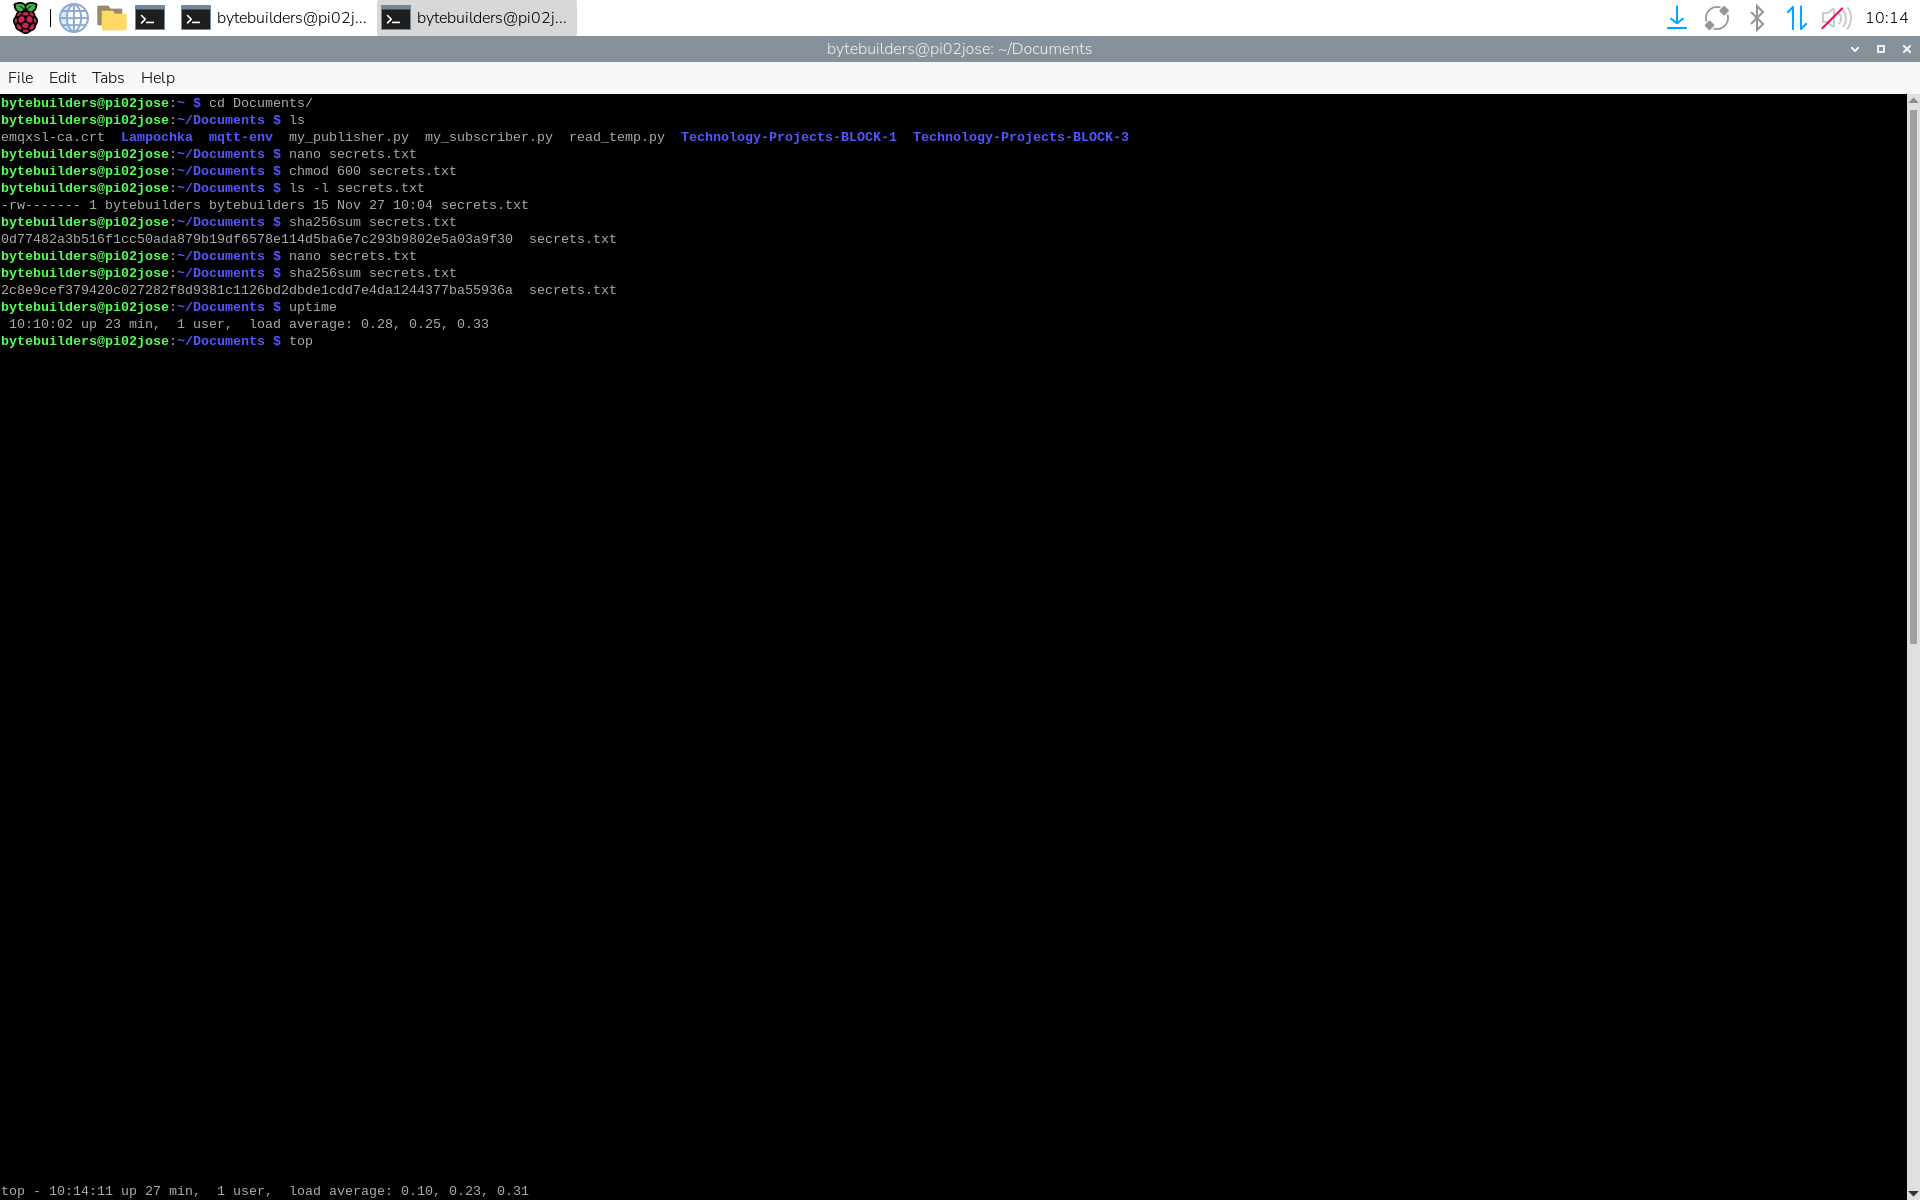 bytebuilders@pi02j... bytebuilders@pi02j... 10:14
bytebuilders@pi02jose: ~/Documents
File Edit Tabs Help
bytebuilders@pi02jose:~ $ cd Documents/
bytebuilders@pi02jose:~/Documents $ ls
emqxsl-ca.crt  Lampochka  mqtt-env  my_publisher.py  my_subscriber.py  read_temp.py  Technology-Projects-BLOCK-1  Technology-Projects-BLOCK-3
bytebuilders@pi02jose:~/Documents $ nano secrets.txt
bytebuilders@pi02jose:~/Documents $ chmod 600 secrets.txt
bytebuilders@pi02jose:~/Documents $ ls -l secrets.txt
-rw------- 1 bytebuilders bytebuilders 15 Nov 27 10:04 secrets.txt
bytebuilders@pi02jose:~/Documents $ sha256sum secrets.txt
0d77482a3b516f1cc50ada879b19df6578e114d5ba6e7c293b9802e5a03a9f30  secrets.txt
bytebuilders@pi02jose:~/Documents $ nano secrets.txt
bytebuilders@pi02jose:~/Documents $ sha256sum secrets.txt
2c8e9cef379420c027282f8d9381c1126bd2dbde1cdd7e4da1244377ba55936a  secrets.txt
bytebuilders@pi02jose:~/Documents $ uptime
 10:10:02 up 23 min,  1 user,  load average: 0.28, 0.25, 0.33
bytebuilders@pi02jose:~/Documents $ top
top - 10:14:11 up 27 min,  1 user,  load average: 0.10, 0.23, 0.31